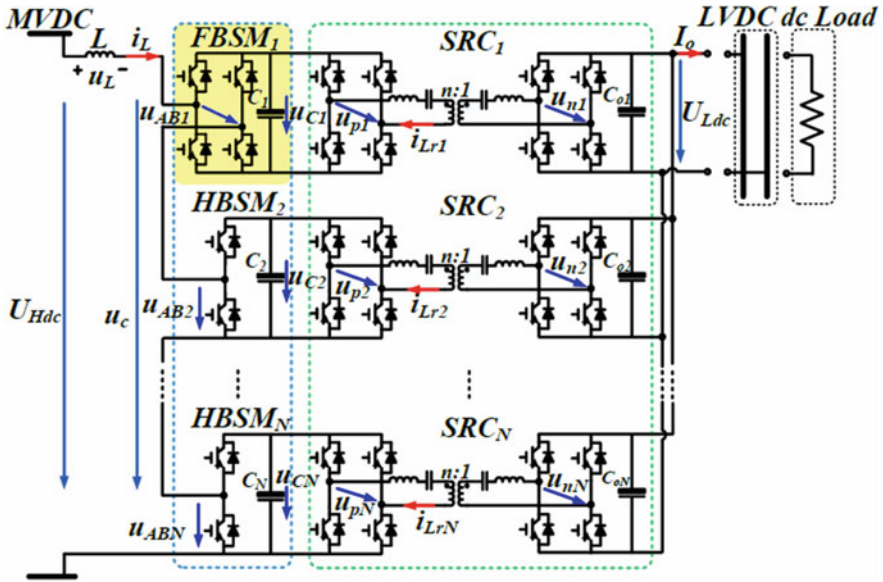 MVDC
L
i_L
+ u_L -
FBSM_1
SRC_1
LVDC dc Load
I_o
C_1
u_C1
n:1
u_AB1
u_p1
i_Lr1
u_n1
C_o1
U_Ldc
HBSM_2
SRC_2
C_2
u_C2
n:1
u_AB2
u_p2
i_Lr2
u_n2
C_o2
U_Hdc
u_c
HBSM_N
SRC_N
C_N
u_CN
n:1
u_ABN
u_pN
i_LrN
u_nN
C_oN